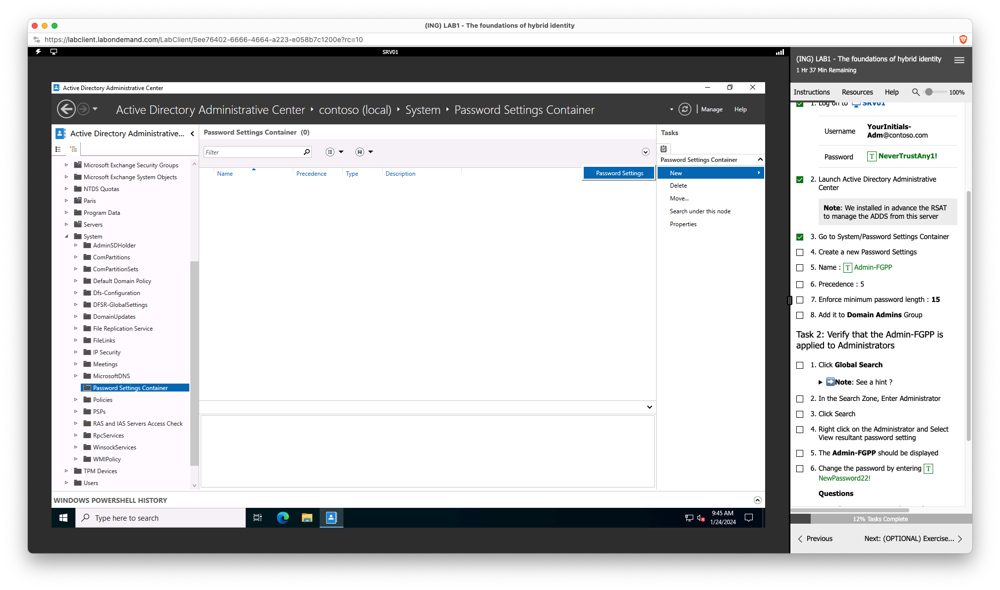 (ING) LAB1 - The foundations of hybrid identity
https://labclient.labondemand.com/LabClient/5ee76402-6666-4664-a223-e058b7c1200e?rc=10
SRV01
Active Directory Administrative Center
Active Directory Administrative Center • contoso (local) • System • Password Settings Container
Manage
Help
Active Directory Administrative...
Microsoft Exchange Security Groups
Microsoft Exchange System Objects
NTDS Quotas
Paris
Program Data
Servers
System
AdminSDHolder
ComPartitions
ComPartitionSets
Default Domain Policy
Dfs-Configuration
DFSR-GlobalSettings
DomainUpdates
File Replication Service
FileLinks
IP Security
Meetings
MicrosoftDNS
Password Settings Container
Policies
PSPs
RAS and IAS Servers Access Check
RpcServices
WinsockServices
WMIPolicy
TPM Devices
Users
Password Settings Container (0)
Filter
Name Precedence Type Description
Password Settings
Tasks
Password Settings Container
New
Delete
Move...
Search under this node
Properties
WINDOWS POWERSHELL HISTORY
Type here to search
9:45 AM
1/24/2024
(ING) LAB1 - The foundations of hybrid identity
1 Hr 37 Min Remaining
Instructions Resources Help 100%
1. Log on to SRV01
Username YourInitials-
Adm@contoso.com
Password T NeverTrustAny1!
2. Launch Active Directory Administrative
Center
Note: We installed in advance the RSAT
to manage the ADDS from this server
3. Go to System/Password Settings Container
4. Create a new Password Settings
5. Name : T Admin-FGPP
6. Precedence : 5
7. Enforce minimum password length : 15
8. Add it to Domain Admins Group
Task 2: Verify that the Admin-FGPP is
applied to Administrators
1. Click Global Search
Note: See a hint ?
2. In the Search Zone, Enter Administrator
3. Click Search
4. Right click on the Administrator and Select
View resultant password setting
5. The Admin-FGPP should be displayed
6. Change the password by entering T
NewPassword22!
Questions
12% Tasks Complete
Previous
Next: (OPTIONAL) Exercise...